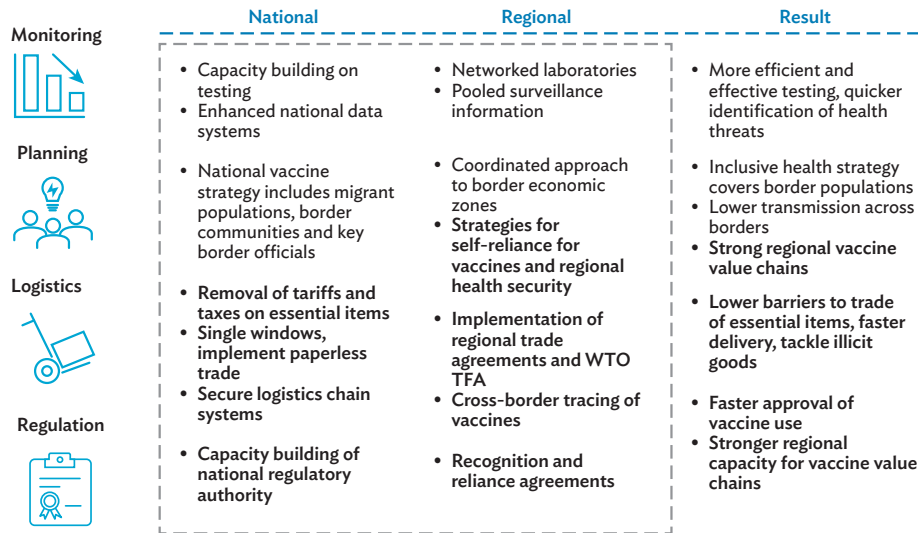 National
Regional
Result
Monitoring
• Capacity building on
testing
• Enhanced national data
systems
• Networked laboratories
• Pooled surveillance
information
• More efficient and
effective testing, quicker
identification of health
threats
Planning
• National vaccine
strategy includes migrant
populations, border
communities and key
border officials
• Coordinated approach
to border economic
zones
• Strategies for
self-reliance for
vaccines and regional
health security
• Inclusive health strategy
covers border populations
• Lower transmission across
borders
• Strong regional vaccine
value chains
Logistics
• Removal of tariffs and
taxes on essential items
• Single windows,
implement paperless
trade
• Secure logistics chain
systems
• Implementation of
regional trade
agreements and WTO
TFA
• Cross-border tracing of
vaccines
• Lower barriers to trade
of essential items, faster
delivery, tackle illicit
goods
Regulation
• Capacity building of
national regulatory
authority
• Recognition and
reliance agreements
• Faster approval of
vaccine use
• Stronger regional
capacity for vaccine value
chains